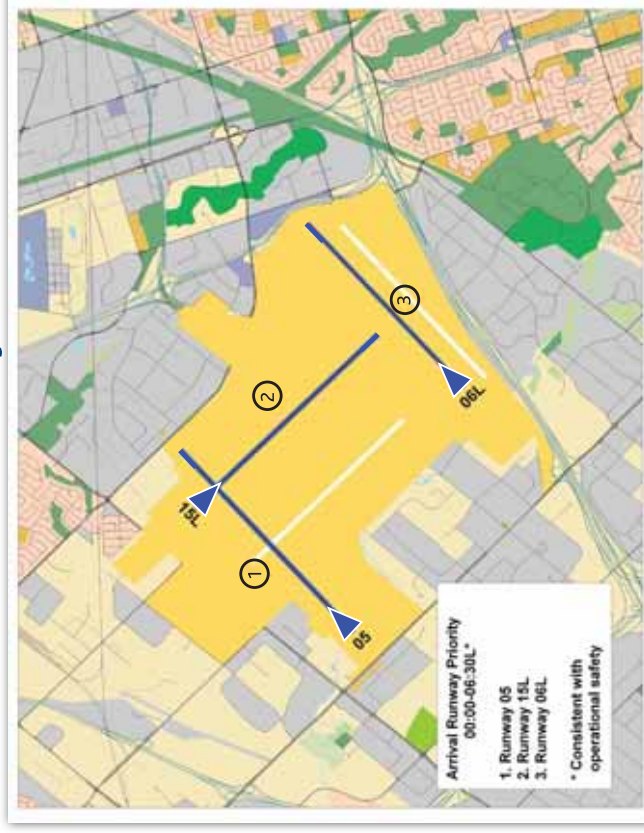 15L
2
1
3
06L
05
Arrival Runway Priority
00:00-06:30L*
1. Runway 05
2. Runway 15L
3. Runway 06L
* Consistent with
operational safety